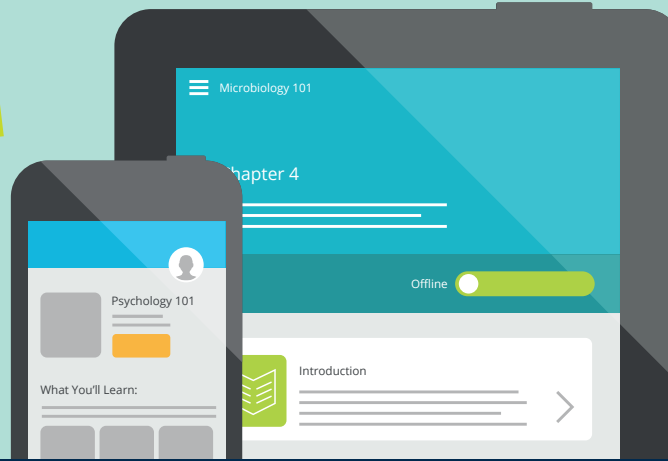 Microbiology 101
hapter 4
Offline
Introduction
Psychology 101
What You'll Learn: